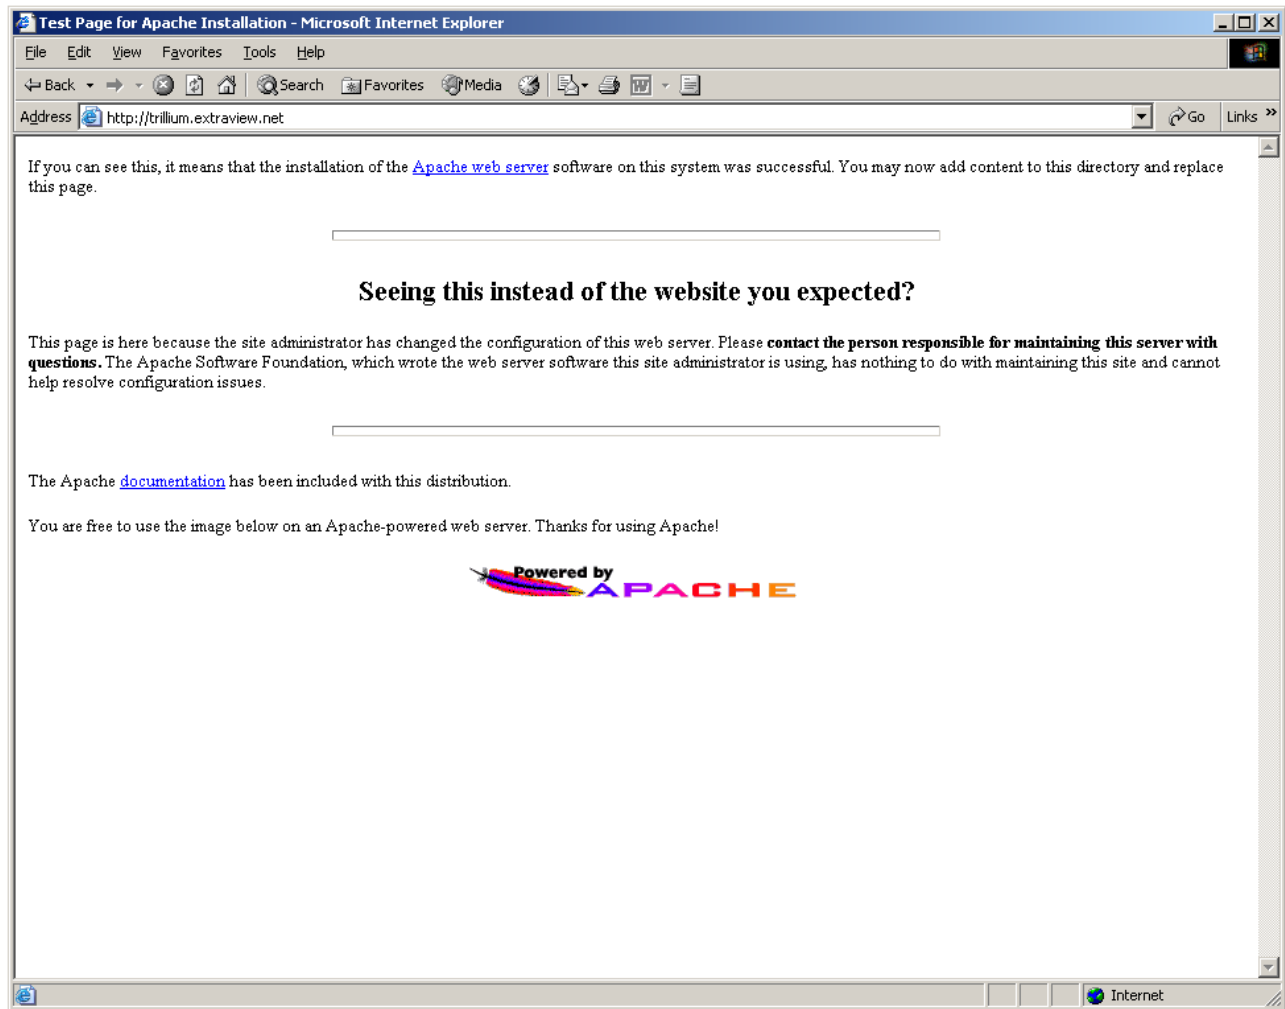 Test Page for Apache Installation - Microsoft Internet Explorer
File Edit View Favorites Tools Help
Back Search Favorites Media
Address http://trillium.extraview.net Go Links »
If you can see this, it means that the installation of the Apache web server software on this system was successful. You may now add content to this directory and replace
this page.
Seeing this instead of the website you expected?
This page is here because the site administrator has changed the configuration of this web server. Please contact the person responsible for maintaining this server with
questions. The Apache Software Foundation, which wrote the web server software this site administrator is using, has nothing to do with maintaining this site and cannot
help resolve configuration issues.
The Apache documentation has been included with this distribution.
You are free to use the image below on an Apache-powered web server. Thanks for using Apache!
Powered by
APACHE
Internet